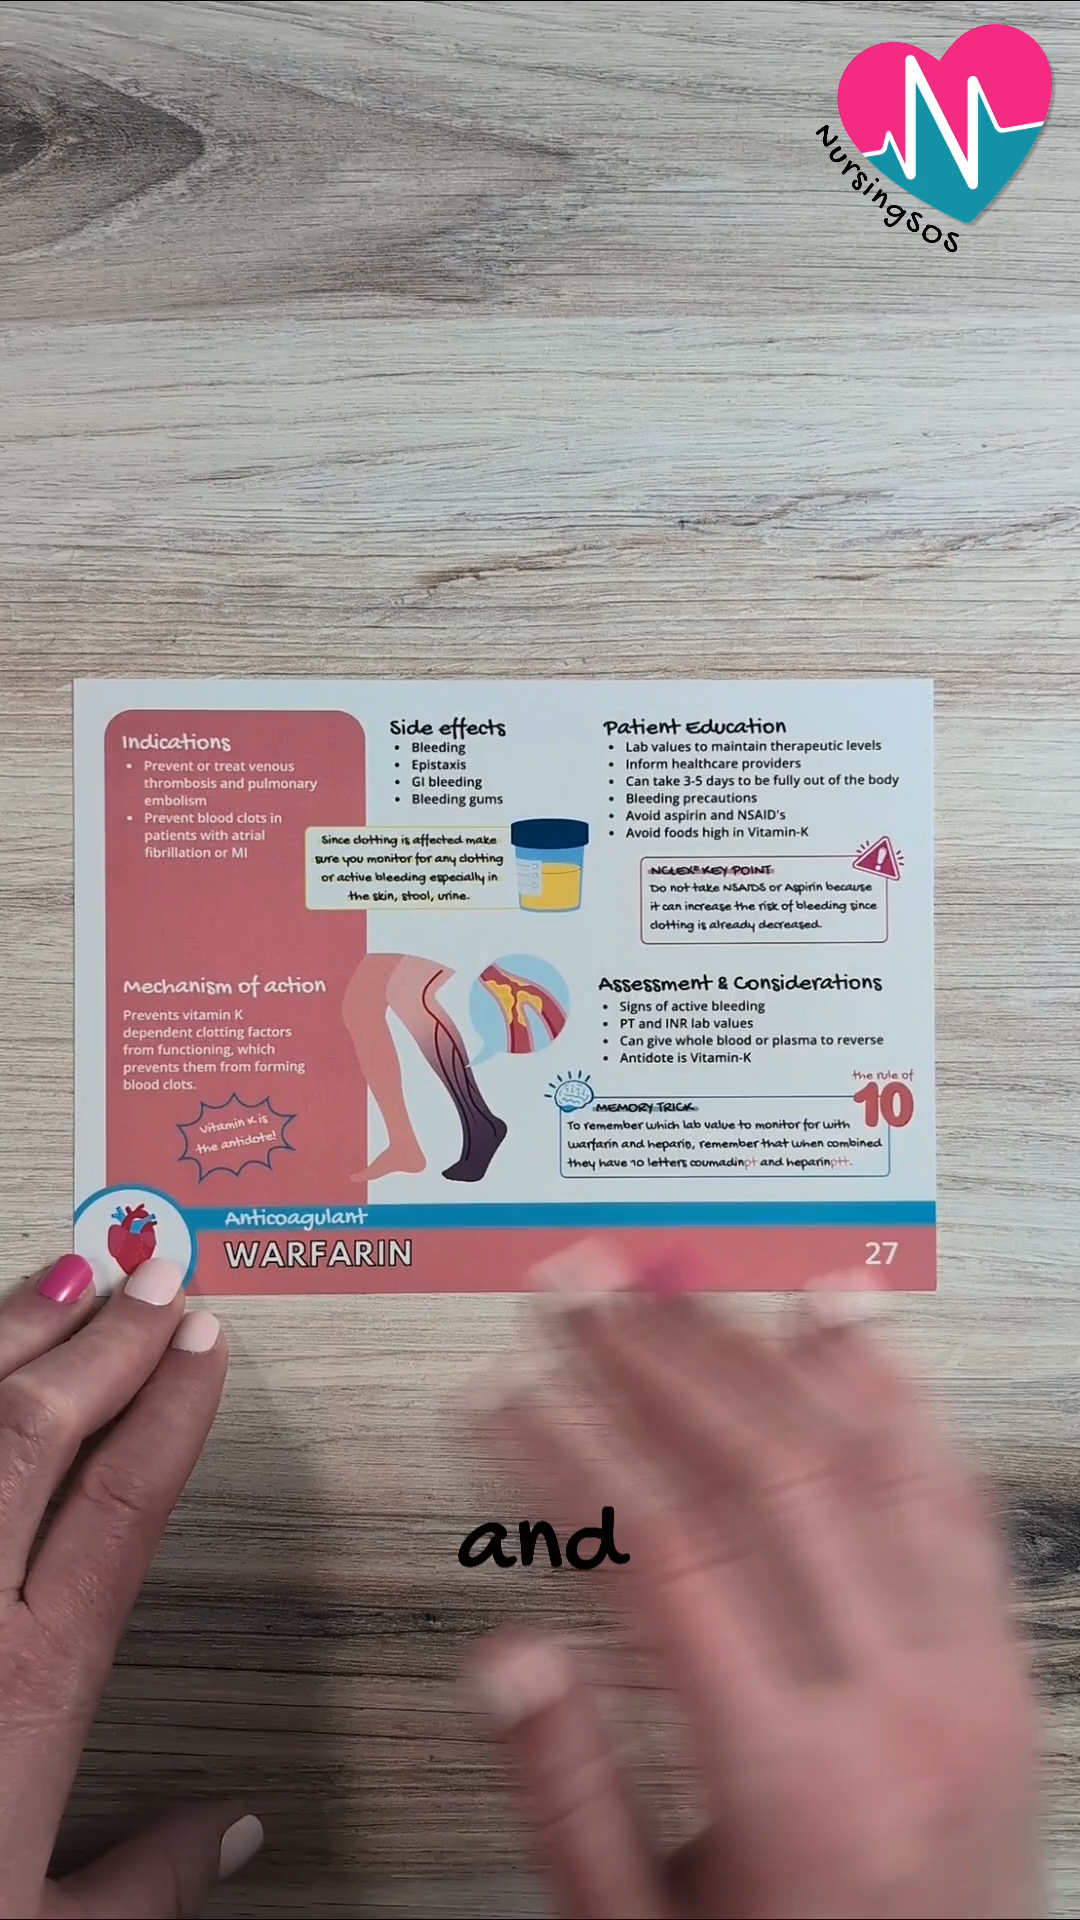 Nursingsos
Indications
• Prevent or treat venous
thrombosis and pulmonary
embolism
• Prevent blood clots in
patients with atrial
fibrillation or MI
Side effects
• Bleeding
• Epistaxis
• GI bleeding
• Bleeding gums
Since clotting is affected make
sure you monitor for any clotting
or active bleeding especially in
the skin, stool, urine.
Patient Education
• Lab values to maintain therapeutic levels
• Inform healthcare providers
• Can take 3-5 days to be fully out of the body
• Bleeding precautions
• Avoid aspirin and NSAID's
• Avoid foods high in Vitamin-K
NCLEX® KEY POINT
Do not take NSAIDS or Aspirin because
it can increase the risk of bleeding since
clotting is already decreased.
Mechanism of action
Prevents vitamin K
dependent clotting factors
from functioning, which
prevents them from forming
blood clots.
Vitamin K is
the antidote!
Assessment & Considerations
• Signs of active bleeding
• PT and INR lab values
• Can give whole blood or plasma to reverse
• Antidote is Vitamin-K
the rule of
10
MEMORY TRICK
To remember which lab value to monitor for with
warfarin and heparin, remember that when combined
they have 10 letters coumadinpt and heparinptt.
Anticoagulant
WARFARIN
27
and